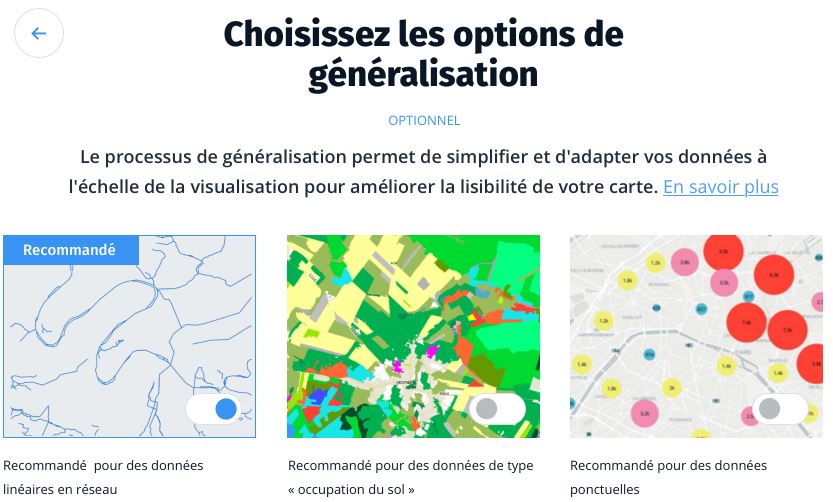 Choisissez les options de
généralisation
OPTIONNEL
Le processus de généralisation permet de simplifier et d'adapter vos données à
l'échelle de la visualisation pour améliorer la lisibilité de votre carte. En savoir plus
Recommandé
Recommandé pour des données
linéaires en réseau
Recommandé pour des données de type
« occupation du sol »
PARIS
Recommandé pour des données
ponctuelles